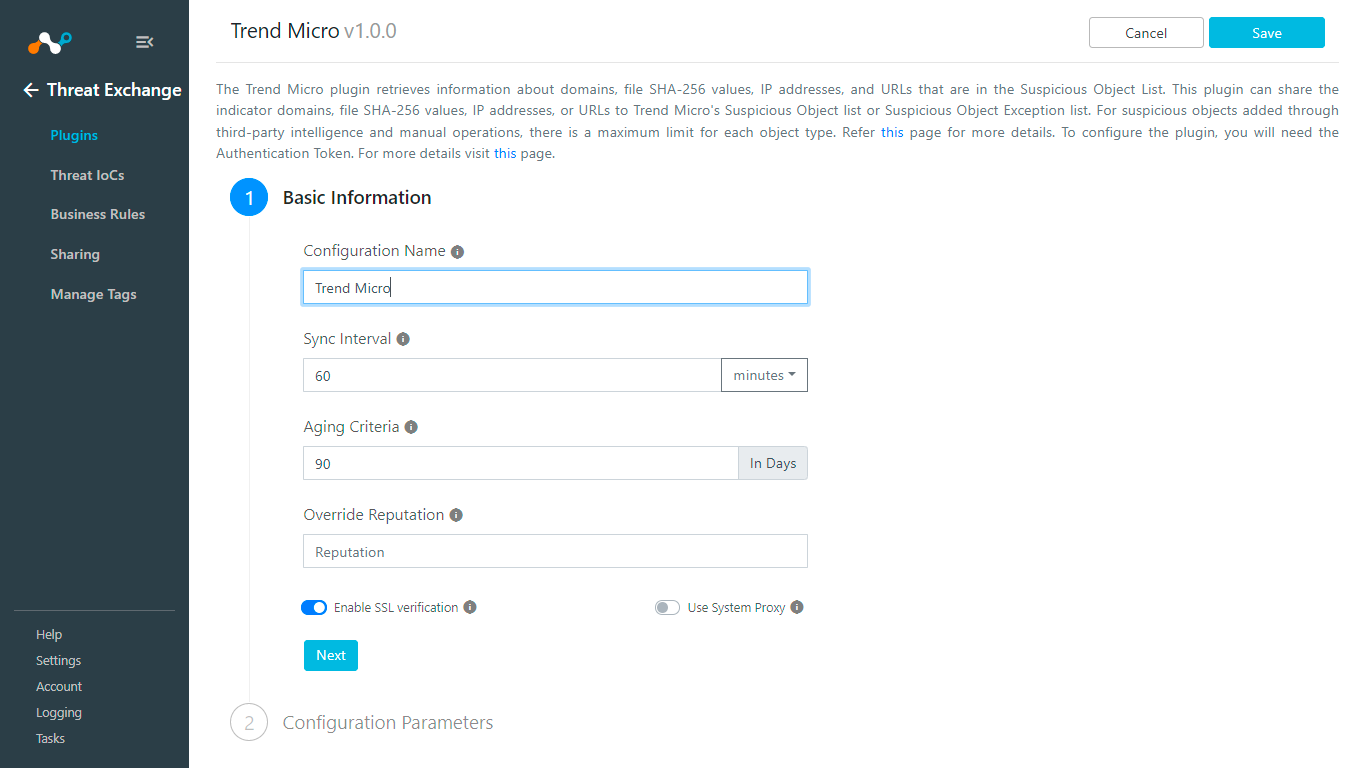 Threat Exchange
Plugins
Threat IoCs
Business Rules
Sharing
Manage Tags
Help
Settings
Account
Logging
Tasks
Trend Micro v1.0.0
Cancel
Save
The Trend Micro plugin retrieves information about domains, file SHA-256 values, IP addresses, and URLs that are in the Suspicious Object List. This plugin can share the
indicator domains, file SHA-256 values, IP addresses, or URLs to Trend Micro's Suspicious Object list or Suspicious Object Exception list. For suspicious objects added through
third-party intelligence and manual operations, there is a maximum limit for each object type. Refer this page for more details. To configure the plugin, you will need the
Authentication Token. For more details visit this page.
1 Basic Information
Configuration Name
Trend Micro
Sync Interval
60 minutes
Aging Criteria
90 In Days
Override Reputation
Reputation
Enable SSL verification Use System Proxy
Next
2 Configuration Parameters